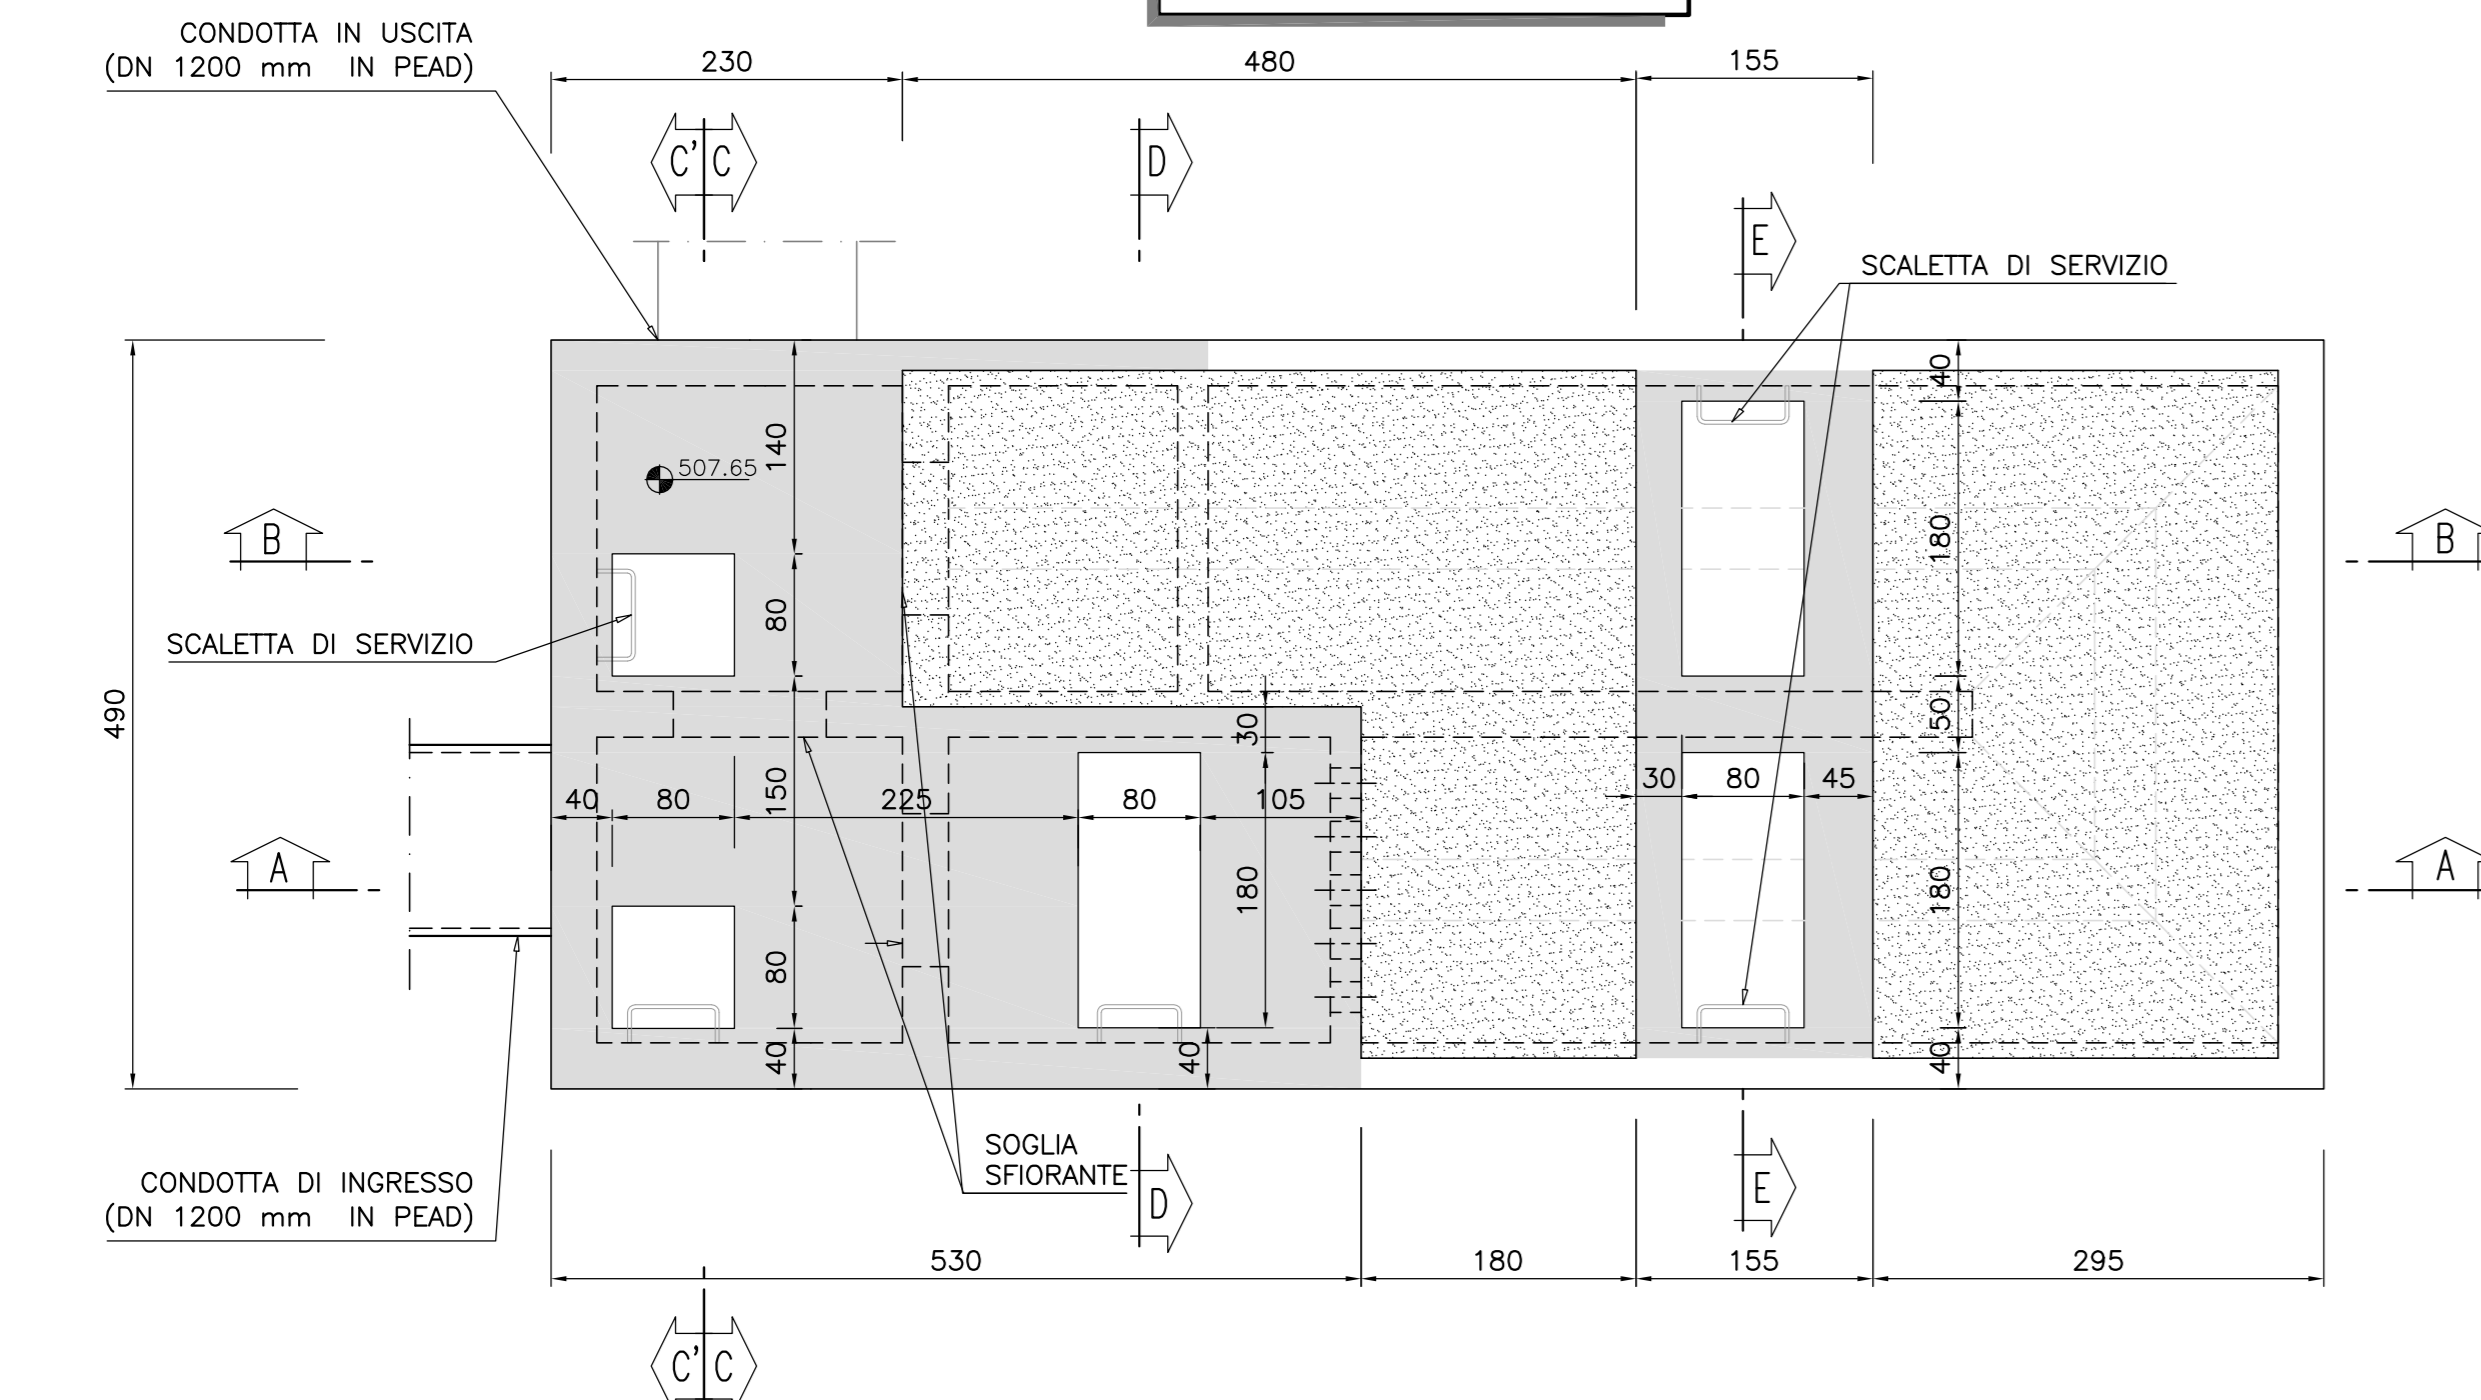 CONDOTTA IN USCITA
(DN 1200 mm IN PEAD)
230
480
155
C' C
D
E
SCALETTA DI SERVIZIO
40
140
507.65
B
180
B
80
SCALETTA DI SERVIZIO
490
30
50
150
30 80 45
40 80 225 80 105
A
180
180
A
80
40
40
40
SOGLIA
SFIORANTE
D
E
CONDOTTA DI INGRESSO
(DN 1200 mm IN PEAD)
530
180
155
295
C' C